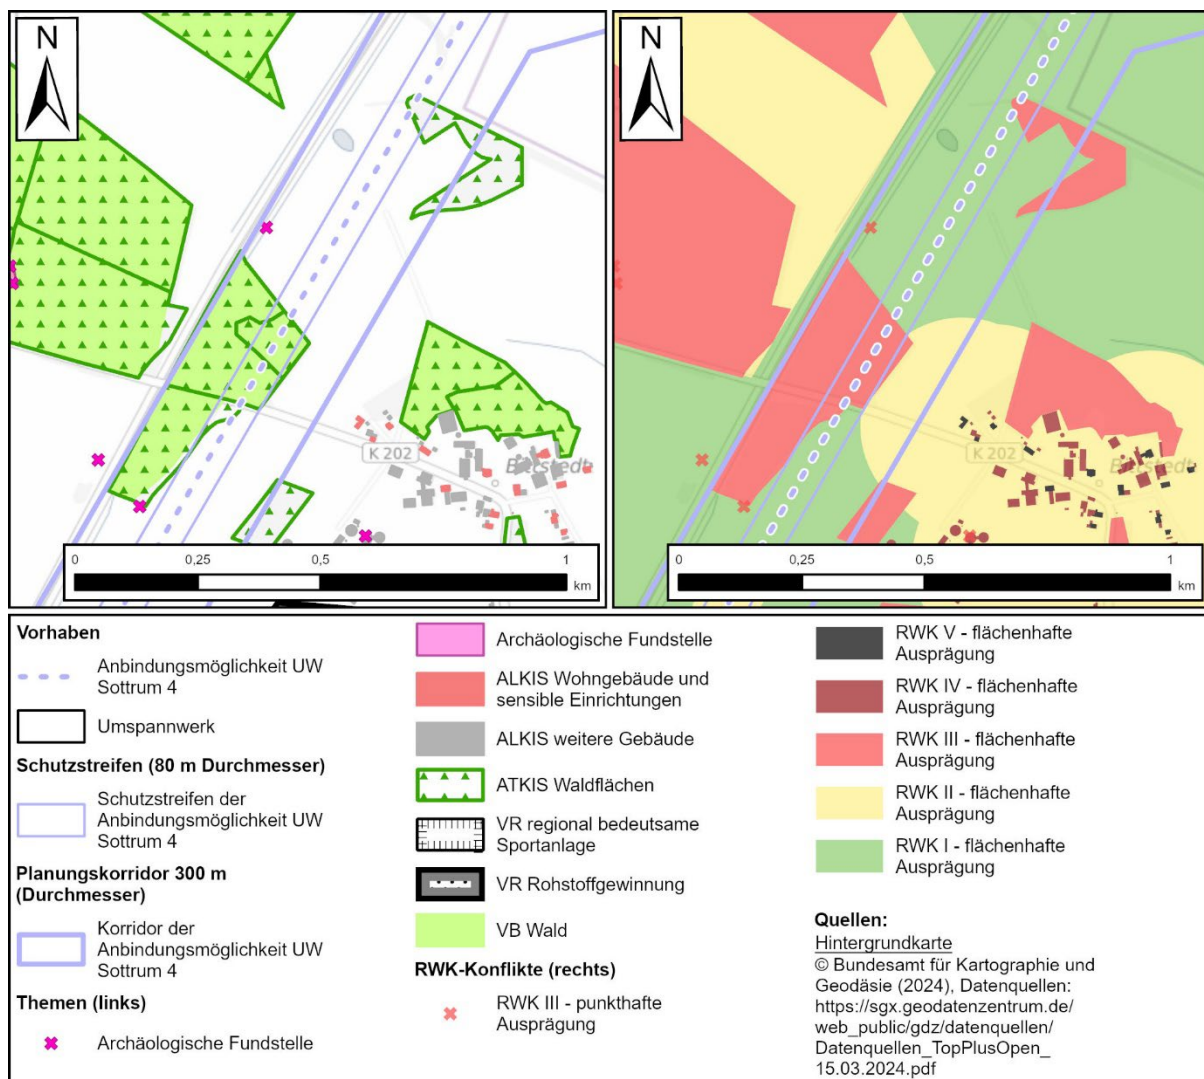 N
K 202
0
0,25
0,5
1
km
N
K 202
0
0,25
0,5
1
km
Vorhaben
Anbindungsmöglichkeit UW
Sottrum 4
Umspannwerk
Schutzstreifen (80 m Durchmesser)
Schutzstreifen der
Anbindungsmöglichkeit UW
Sottrum 4
Planungskorridor 300 m
(Durchmesser)
Korridor der
Anbindungsmöglichkeit UW
Sottrum 4
Themen (links)
Archäologische Fundstelle
Archäologische Fundstelle
ALKIS Wohngebäude und
sensible Einrichtungen
ALKIS weitere Gebäude
ATKIS Waldflächen
VR regional bedeutsame
Sportanlage
VR Rohstoffgewinnung
VB Wald
RWK-Konflikte (rechts)
RWK III - punkthafte
Ausprägung
RWK V - flächenhafte
Ausprägung
RWK IV - flächenhafte
Ausprägung
RWK III - flächenhafte
Ausprägung
RWK II - flächenhafte
Ausprägung
RWK I - flächenhafte
Ausprägung
Quellen:
Hintergrundkarte
© Bundesamt für Kartographie und
Geodäsie (2024), Datenquellen:
https://sgx.geodatenzentrum.de/
web_public/gdz/datenquellen/
Datenquellen_TopPlusOpen_
15.03.2024.pdf